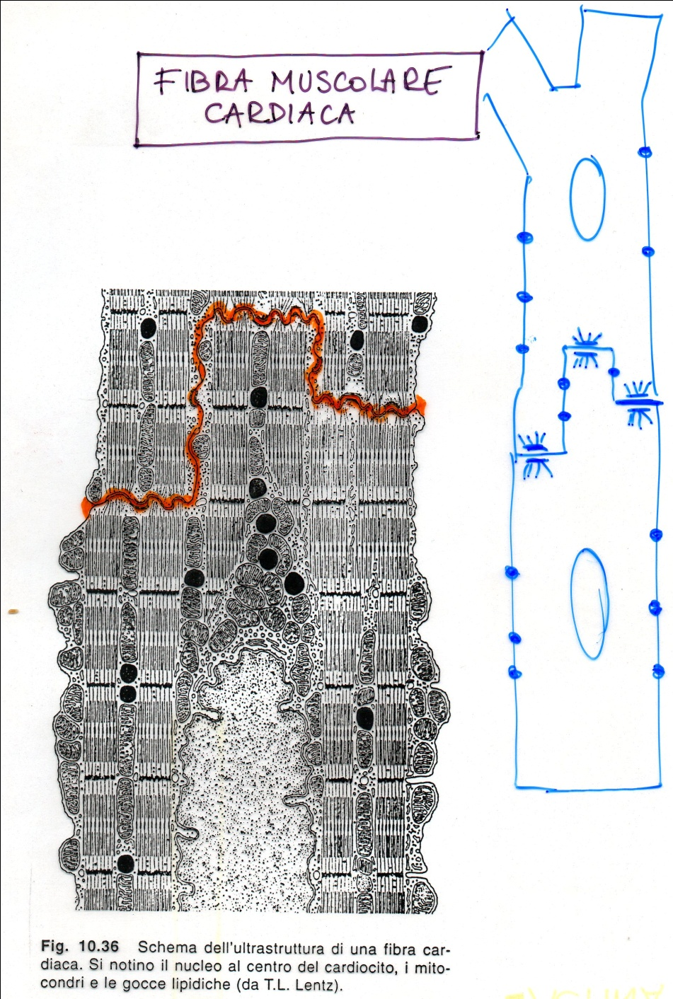 FIBRA MUSCOLARE
CARDIACA
Fig. 10.36 Schema dell'ultrastruttura di una fibra car-
diaca. Si notino il nucleo al centro del cardiocito, i mito-
condri e le gocce lipidiche (da T.L. Lentz).